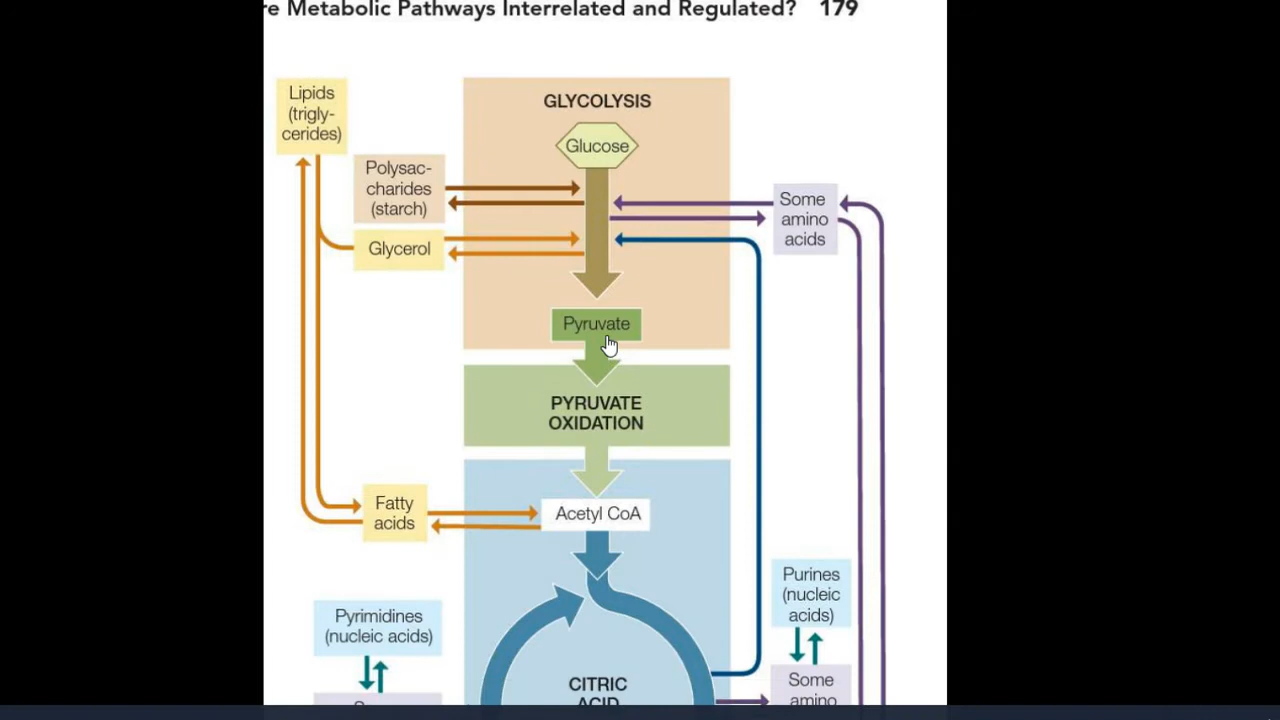 re Metabolic Pathways Interrelated and Regulated? 179
Lipids
(trigly-
cerides)
GLYCOLYSIS
Glucose
Polysac-
charides
(starch)
Some
amino
acids
Glycerol
Pyruvate
PYRUVATE
OXIDATION
Fatty
acids
Acetyl CoA
Purines
(nucleic
acids)
Pyrimidines
(nucleic acids)
CITRIC
ACID
Some
amino